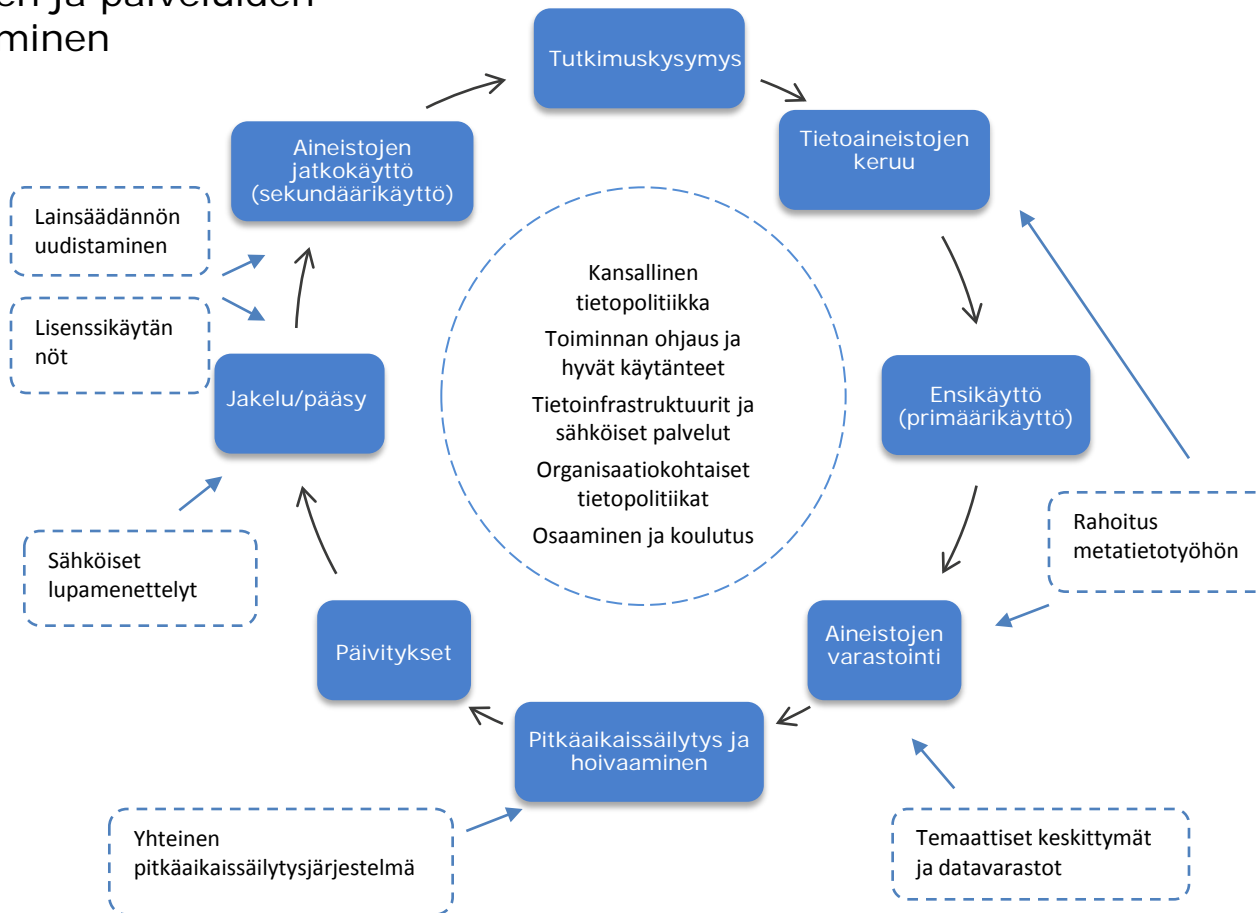 ja palveluiden
Tutkimuskysymys
Tietoaineistojen
keruu
Ensikäyttö
(primäärikäyttö)
Rahoitus
metatietotyöhön
Aineistojen
varastointi
Temaattiset keskittymät
ja datavarastot
Pitkäaikaissäilytys ja
hoivaaminen
Yhteinen
pitkäaikaissäilytysjärjestelmä
Päivitykset
Sähköiset
lupamenettelyt
Jakelu/pääsy
Lisenssikäytän
nöt
Lainsäädännön
uudistaminen
Aineistojen
jatkokäyttö
(sekundäärikäyttö)
Kansallinen
tietopolitiikka
Toiminnan ohjaus ja
hyvät käytänteet
Tietoinfrastruktuurit ja
sähköiset palvelut
Organisaatiokohtaiset
tietopolitiikat
Osaaminen ja koulutus